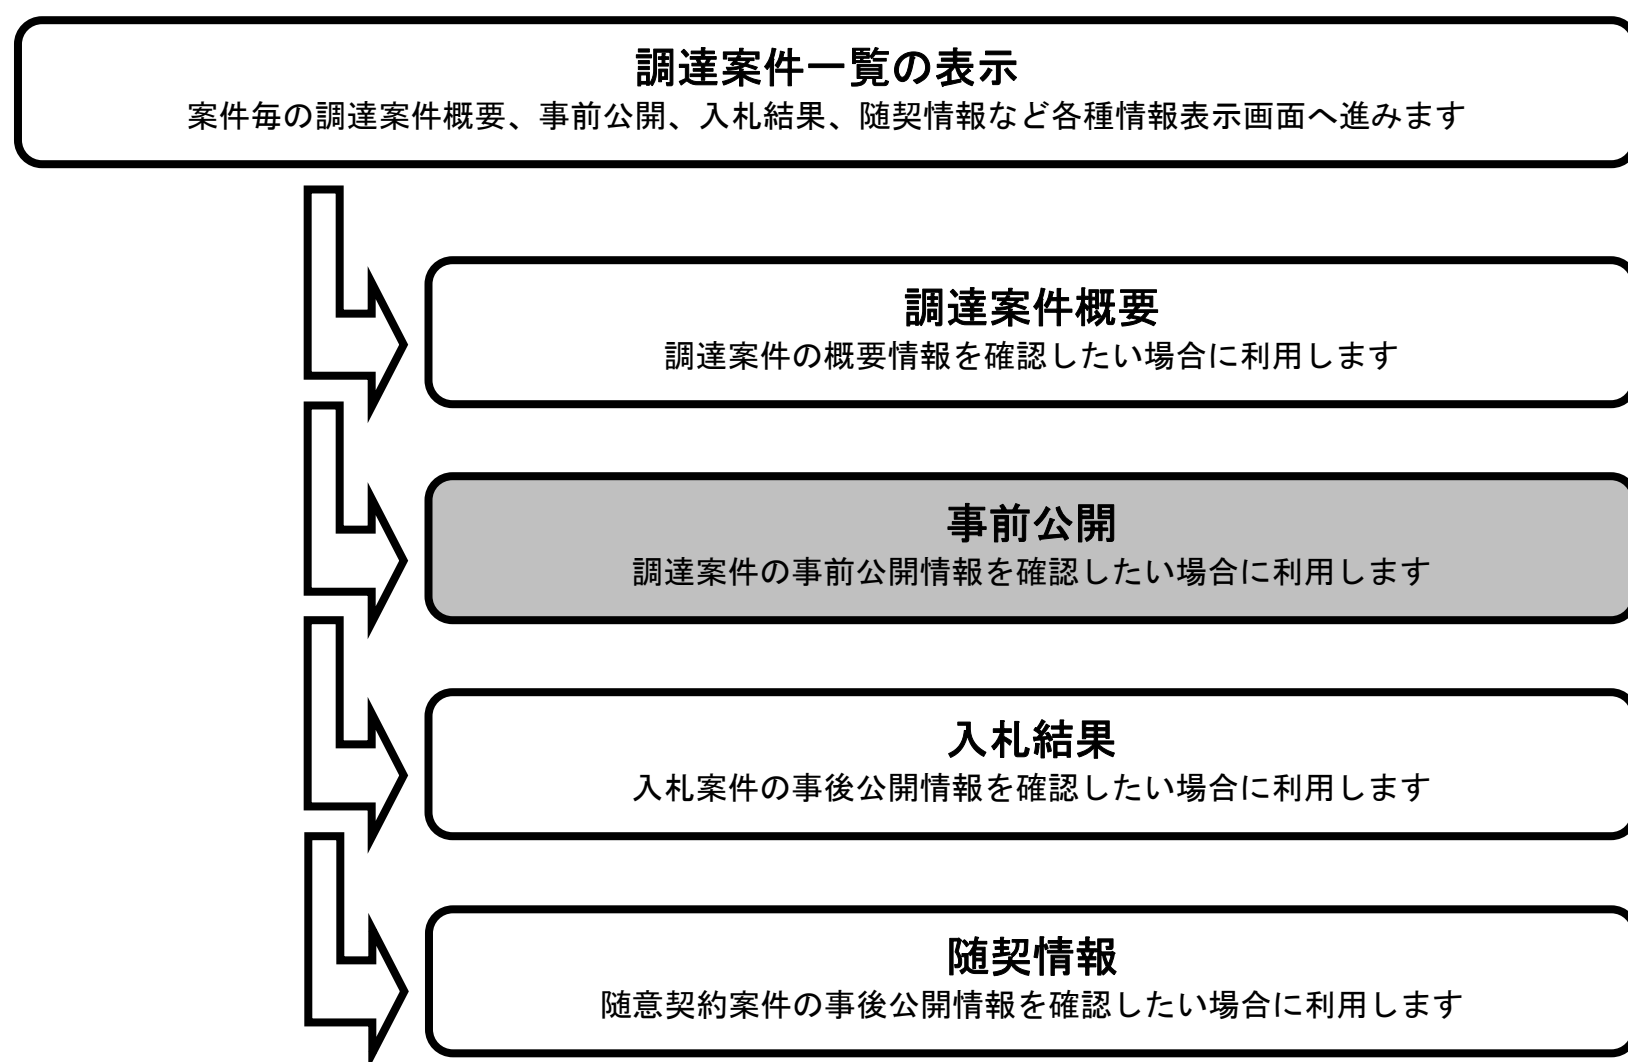 調達案件一覧の表示
案件毎の調達案件概要、事前公開、入札結果、随契情報など各種情報表示画面へ進みます
調達案件概要
調達案件の概要情報を確認したい場合に利用します
事前公開
調達案件の事前公開情報を確認したい場合に利用します
入札結果
入札案件の事後公開情報を確認したい場合に利用します
随契情報
随意契約案件の事後公開情報を確認したい場合に利用します